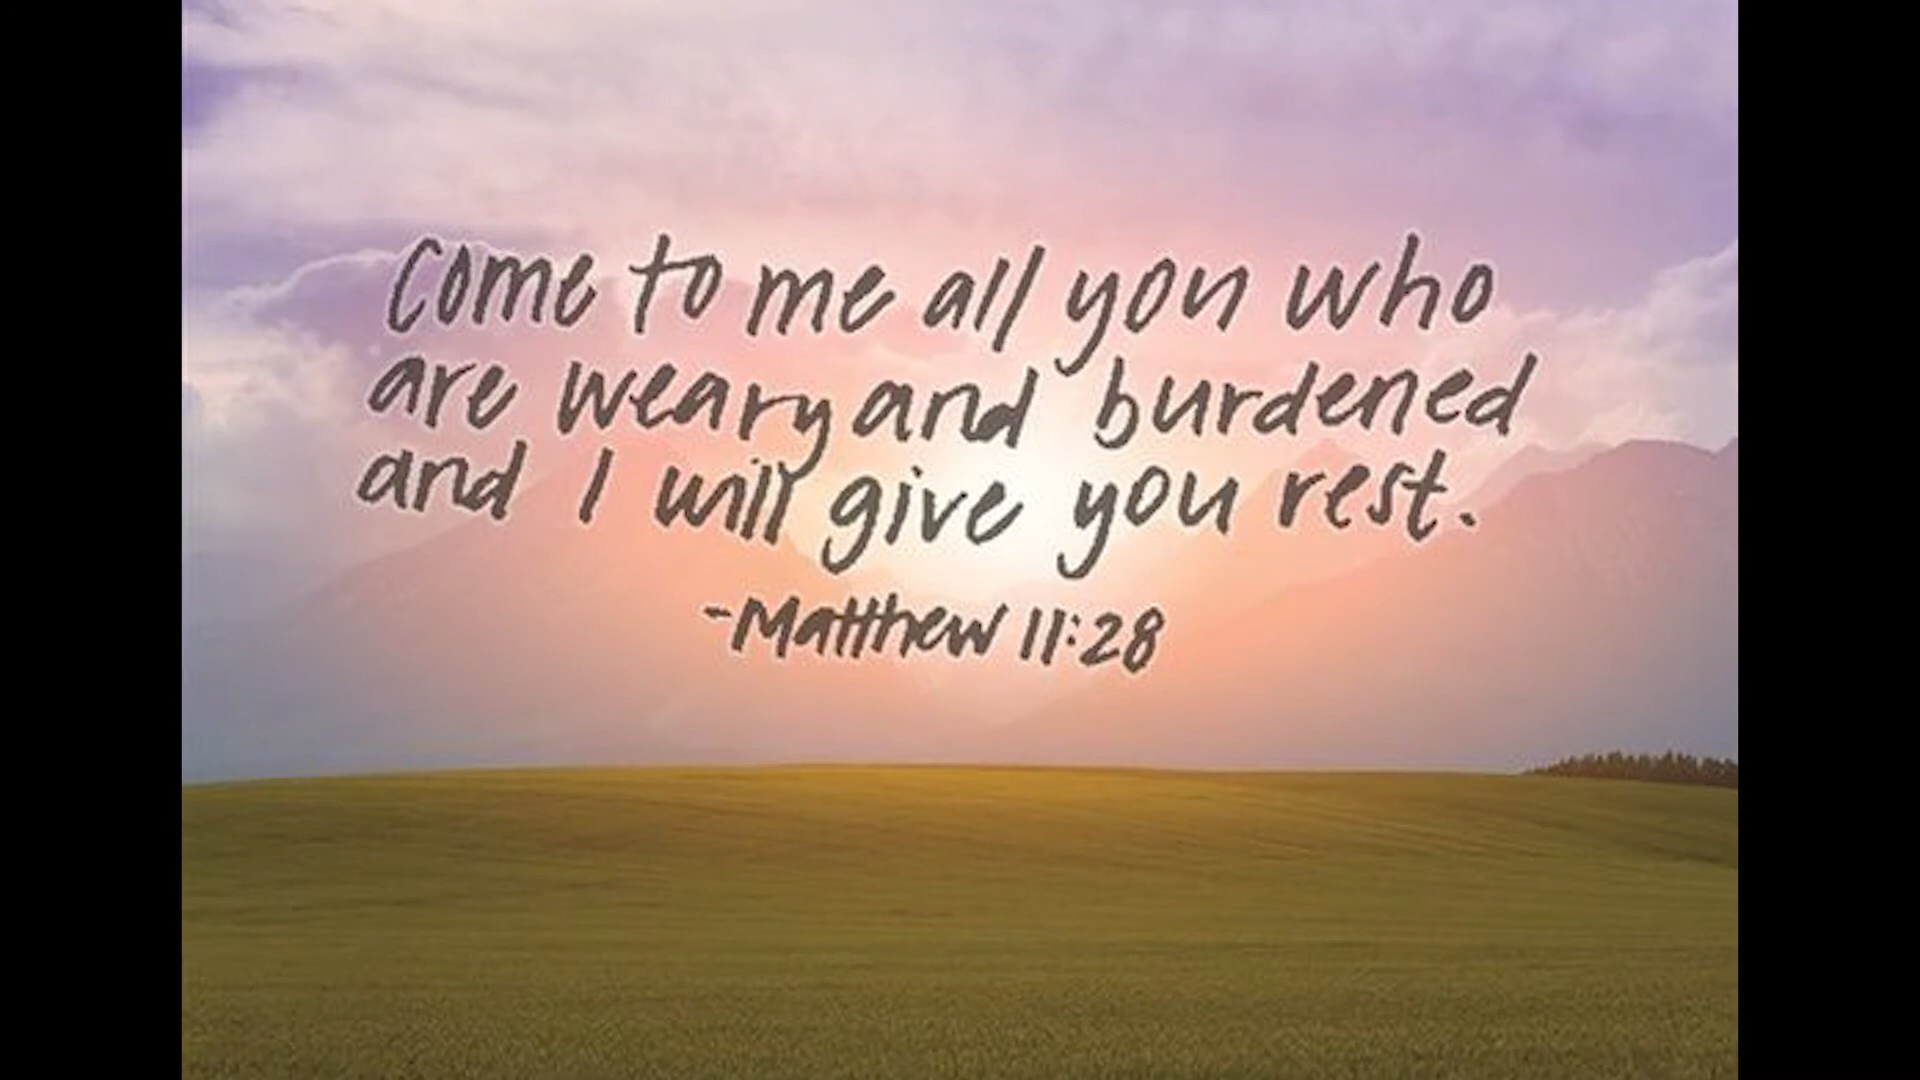 Come to me all you who
are weary and burdened
and I will give you rest.
-Matthew 11:28